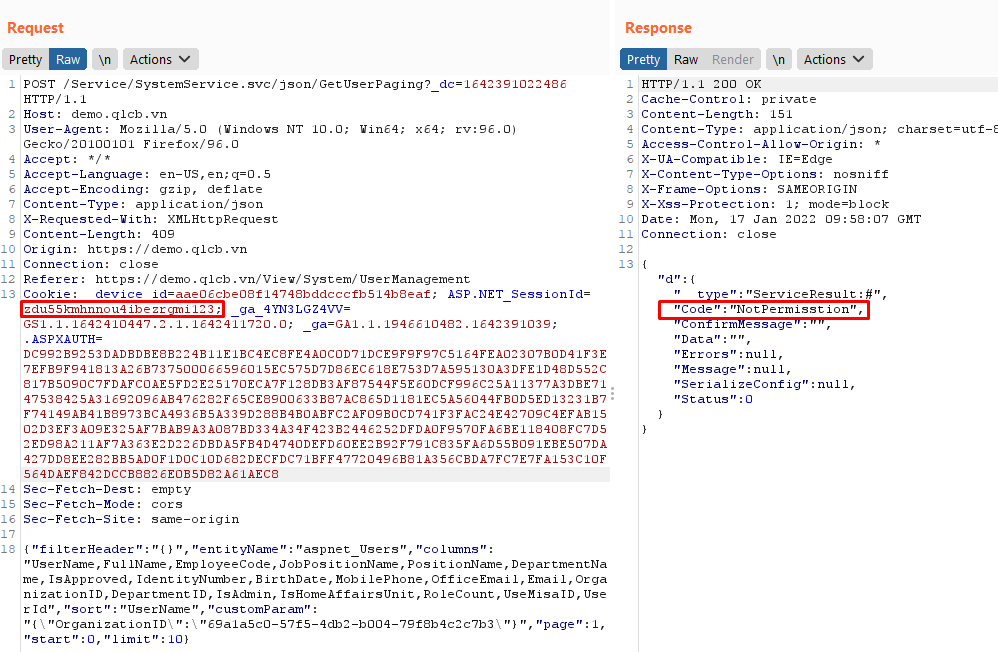 Request
Pretty Raw \n Actions
1 POST /Service/SystemService.svc/json/GetUserPaging?_dc=1642391022486
HTTP/1.1
2 Host: demo.qlcb.vn
3 User-Agent: Mozilla/5.0 (Windows NT 10.0; Win64; x64; rv:96.0)
Gecko/20100101 Firefox/96.0
4 Accept: */*
5 Accept-Language: en-US,en;q=0.5
6 Accept-Encoding: gzip, deflate
7 Content-Type: application/json
8 X-Requested-With: XMLHttpRequest
9 Content-Length: 409
10 Origin: https://demo.qlcb.vn
11 Connection: close
12 Referer: https://demo.qlcb.vn/View/System/UserManagement
13 Cookie: __device_id=aae06cbe08f14748bddcccfb514b8eaf; ASP.NET_SessionId=
zdu55kmhnnou4ibezrgmi123; _ga_4YN3LGZ4VV=
GS1.1.1642410447.2.1.1642411720.0; _ga=GA1.1.1946610482.1642391039;
.ASPXAUTH=
DC992B9253DADBDBE8B224B11E1BC4EC8FE4A0C0D71DCE9F9F97C5164FEA02307B0D41F3E
7EFB9F941813A26B73750006659601​5EC575D7D86EC618E753D7A595130A3DFE1D48D552C
817B5090C7FDAFC0AE5FD2E25170ECA7F128DB3AF87544F5E60DCF996C25A11377A3DBE71
47538425A31692096AB476282F65CE8900633B87AC865D1181EC5A56044FB0D5ED13231B7
F74149AB41B8973BCA4936B5A339D288B4B0ABFC2AF09B0CD741F3FAC24E42709C4EFAB15
02D3EF3A09E325AF7BAB9A3A087BD334A34F423B2446252DFDA0F9570FA6BE118408FC7D5
2ED98A211AF7A363E2D226DBDA5FB4D4740DEFD60EE2B92F791C835FA6D55B091EBE507DA
427DD8EE282BB5AD0F1D0C10D682DECFDC71BFF47720496B81A356CBDA7FC7E7FA153C10F
564DAEF842DCCB8826E0B5D82A61AEC8
14 Sec-Fetch-Dest: empty
15 Sec-Fetch-Mode: cors
16 Sec-Fetch-Site: same-origin
17
18 {"filterHeader":"{}","entityName":"aspnet_Users","columns":
"UserName,FullName,EmployeeCode,JobPositionName,PositionName,DepartmentNa
me,IsApproved,IdentityNumber,BirthDate,MobilePhone,OfficeEmail,Email,Orga
nizationID,DepartmentID,IsAdmin,IsHomeAffairsUnit,RoleCount,UseMisaID,Use
rId","sort":"UserName","customParam":
"{\"OrganizationID\":\"69a1a5c0-57f5-4db2-b004-79f8b4c2c7b3\"}","page":1,
"start":0,"limit":10}
Response
Pretty Raw Render \n Actions
1 HTTP/1.1 200 OK
2 Cache-Control: private
3 Content-Length: 151
4 Content-Type: application/json; charset=utf-8
5 Access-Control-Allow-Origin: *
6 X-UA-Compatible: IE=Edge
7 X-Content-Type-Options: nosniff
8 X-Frame-Options: SAMEORIGIN
9 X-Xss-Protection: 1; mode=block
10 Date: Mon, 17 Jan 2022 09:58:07 GMT
11 Connection: close
12
13 {
"d":{
"__type":"ServiceResult:#",
"Code":"NotPermisstion",
"ConfirmMessage":"",
"Data":"",
"Errors":null,
"Message":null,
"SerializeConfig":null,
"Status":0
}
}